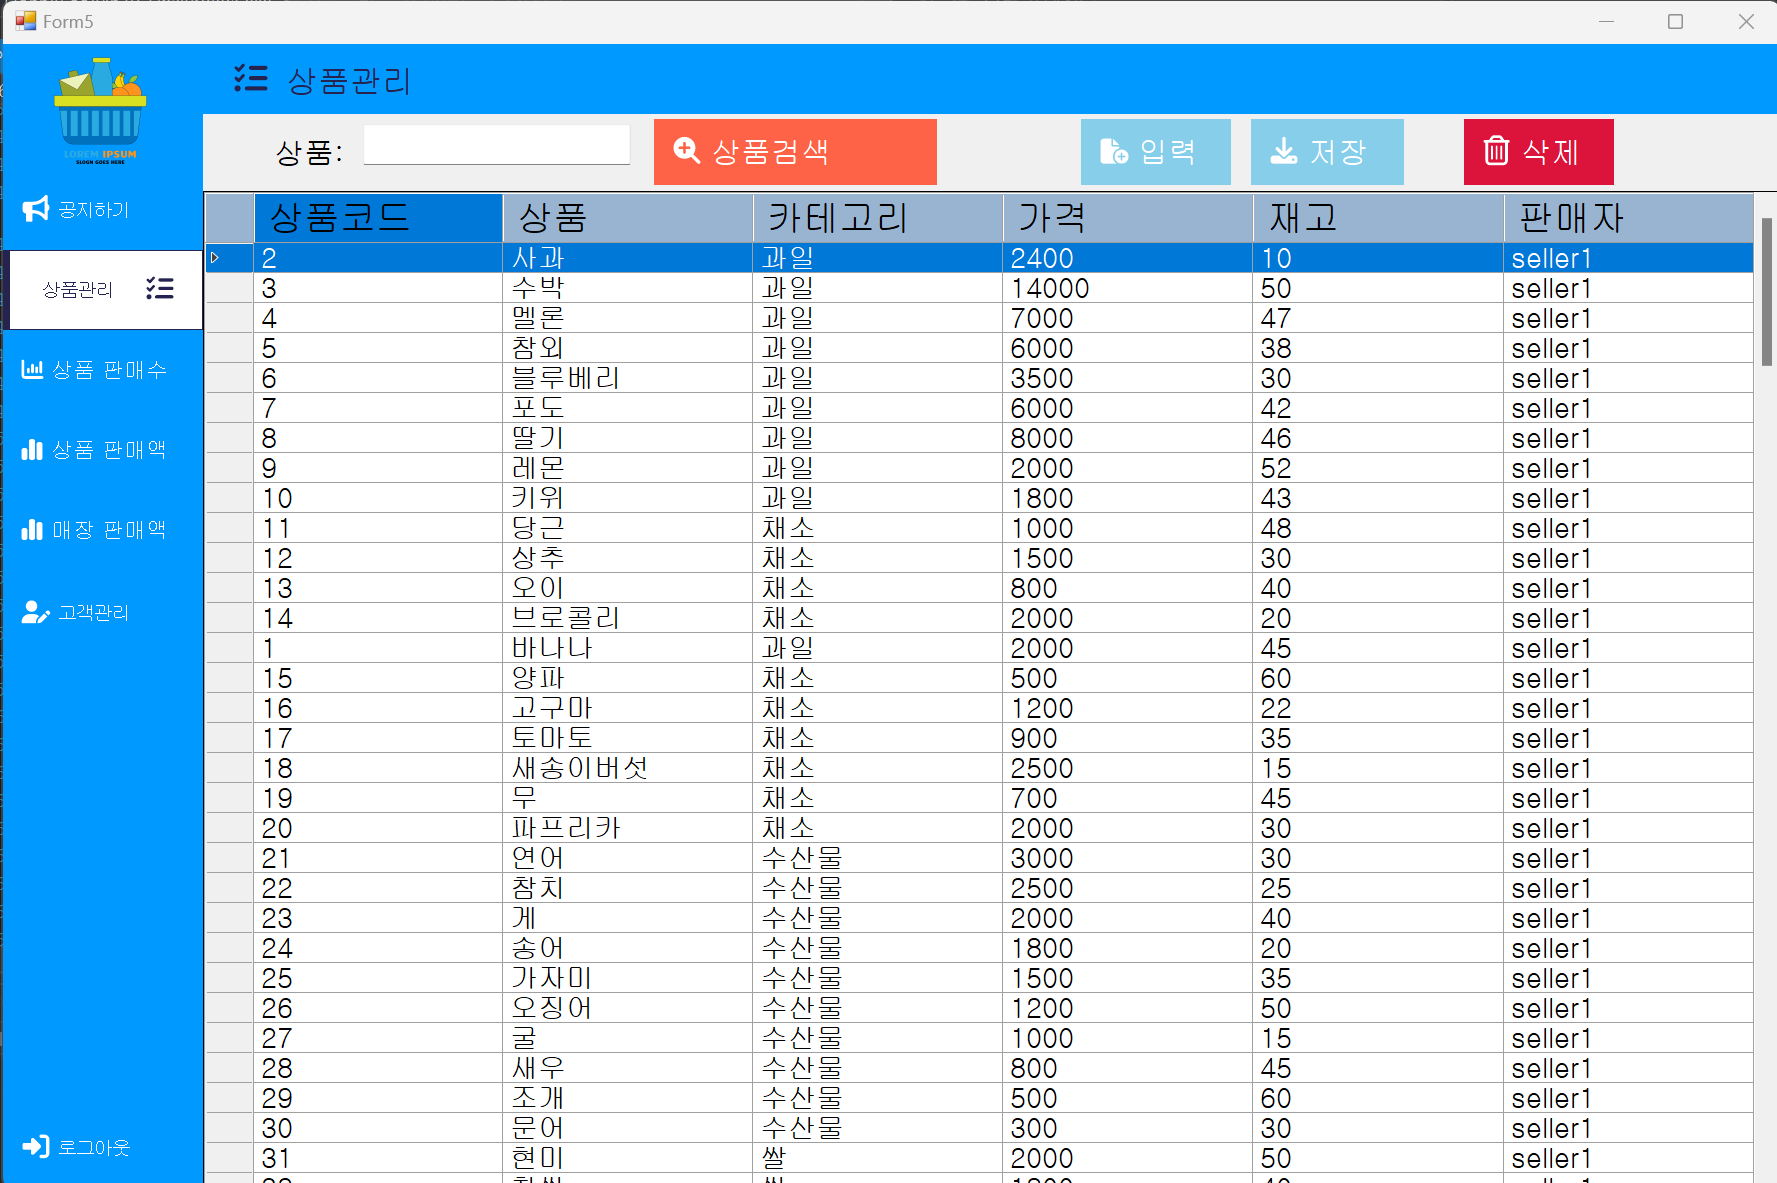 Form5
LOREM IPSUM
SLOGN GOES HERE
상품관리
상품:
상품검색
입력
저장
삭제
공지하기
상품관리
상품 판매수
상품 판매액
매장 판매액
고객관리
로그아웃
상품코드 상품 카테고리 가격 재고 판매자
2 사과 과일 2400 10 seller1
3 수박 과일 14000 50 seller1
4 멜론 과일 7000 47 seller1
5 참외 과일 6000 38 seller1
6 블루베리 과일 3500 30 seller1
7 포도 과일 6000 42 seller1
8 딸기 과일 8000 46 seller1
9 레몬 과일 2000 52 seller1
10 키위 과일 1800 43 seller1
11 당근 채소 1000 48 seller1
12 상추 채소 1500 30 seller1
13 오이 채소 800 40 seller1
14 브로콜리 채소 2000 20 seller1
1 바나나 과일 2000 45 seller1
15 양파 채소 500 60 seller1
16 고구마 채소 1200 22 seller1
17 토마토 채소 900 35 seller1
18 새송이버섯 채소 2500 15 seller1
19 무 채소 700 45 seller1
20 파프리카 채소 2000 30 seller1
21 연어 수산물 3000 30 seller1
22 참치 수산물 2500 25 seller1
23 게 수산물 2000 40 seller1
24 송어 수산물 1800 20 seller1
25 가자미 수산물 1500 35 seller1
26 오징어 수산물 1200 50 seller1
27 굴 수산물 1000 15 seller1
28 새우 수산물 800 45 seller1
29 조개 수산물 500 60 seller1
30 문어 수산물 300 30 seller1
31 현미 쌀 2000 50 seller1